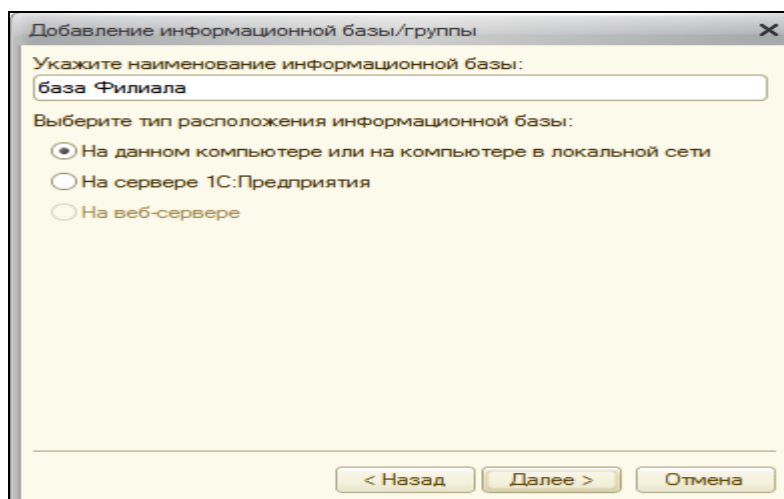 Добавление информационной базы/группы
Укажите наименование информационной базы:
база Филиала
Выберите тип расположения информационной базы:
На данном компьютере или на компьютере в локальной сети
На сервере 1С:Предприятия
На веб-сервере
< Назад Далее > Отмена